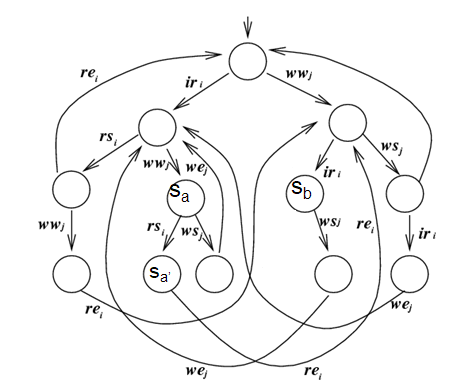 re_i
ir_i
ww_j
rs_i
ww_j
we_j
ir_i
ws_j
s_a
s_b
ww_j
rs_i
ws_j
ws_j
re_i
ir_i
s_a'
re_i
we_j
we_j
re_i